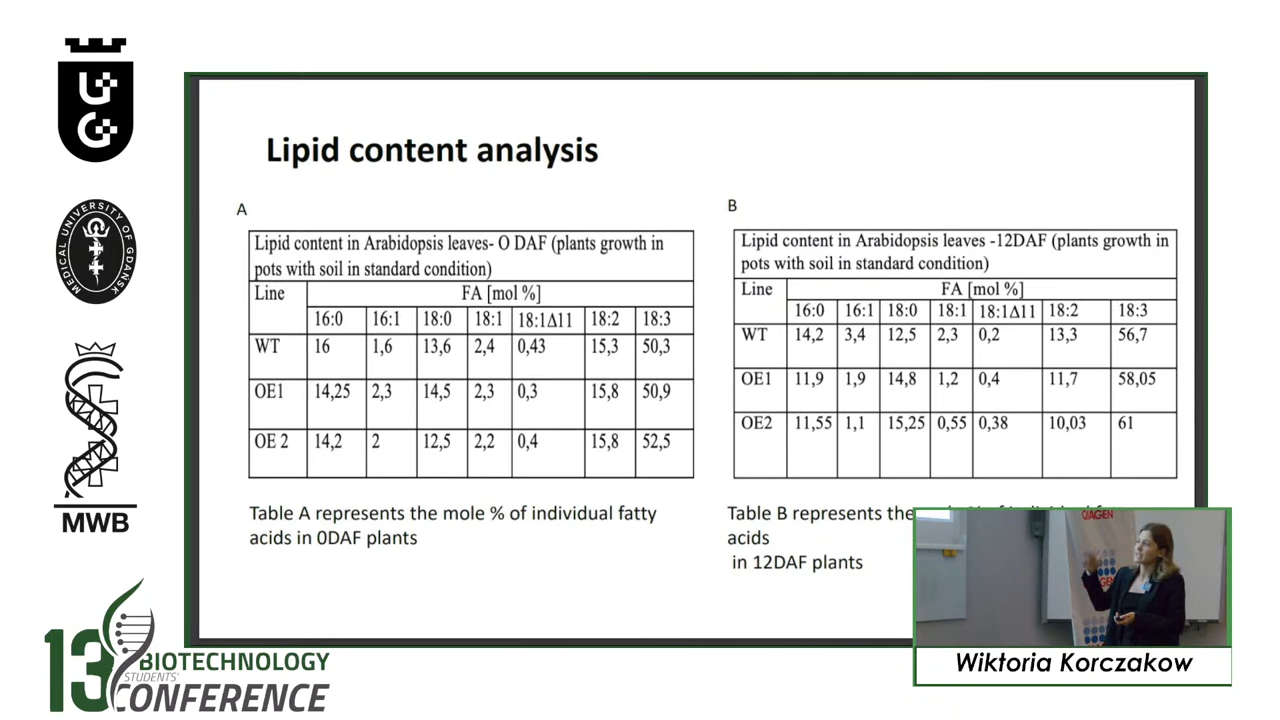 UG
MEDICAL UNIVERSITY OF GDANSK
MWB
13
BIOTECHNOLOGY
STUDENTS'
CONFERENCE
Lipid content analysis
A
Lipid content in Arabidopsis leaves- O DAF (plants growth in
pots with soil in standard condition)
Line FA [mol %]
16:0 16:1 18:0 18:1 18:1Δ11 18:2 18:3
WT 16 1,6 13,6 2,4 0,43 15,3 50,3
OE1 14,25 2,3 14,5 2,3 0,3 15,8 50,9
OE 2 14,2 2 12,5 2,2 0,4 15,8 52,5
Table A represents the mole % of individual fatty
acids in 0DAF plants
B
Lipid content in Arabidopsis leaves -12DAF (plants growth in
pots with soil in standard condition)
Line FA [mol %]
16:0 16:1 18:0 18:1 18:1Δ11 18:2 18:3
WT 14,2 3,4 12,5 2,3 0,2 13,3 56,7
OE1 11,9 1,9 14,8 1,2 0,4 11,7 58,05
OE2 11,55 1,1 15,25 0,55 0,38 10,03 61
Table B represents the
acids
in 12DAF plants
QIAGEN
Wiktoria Korczakow